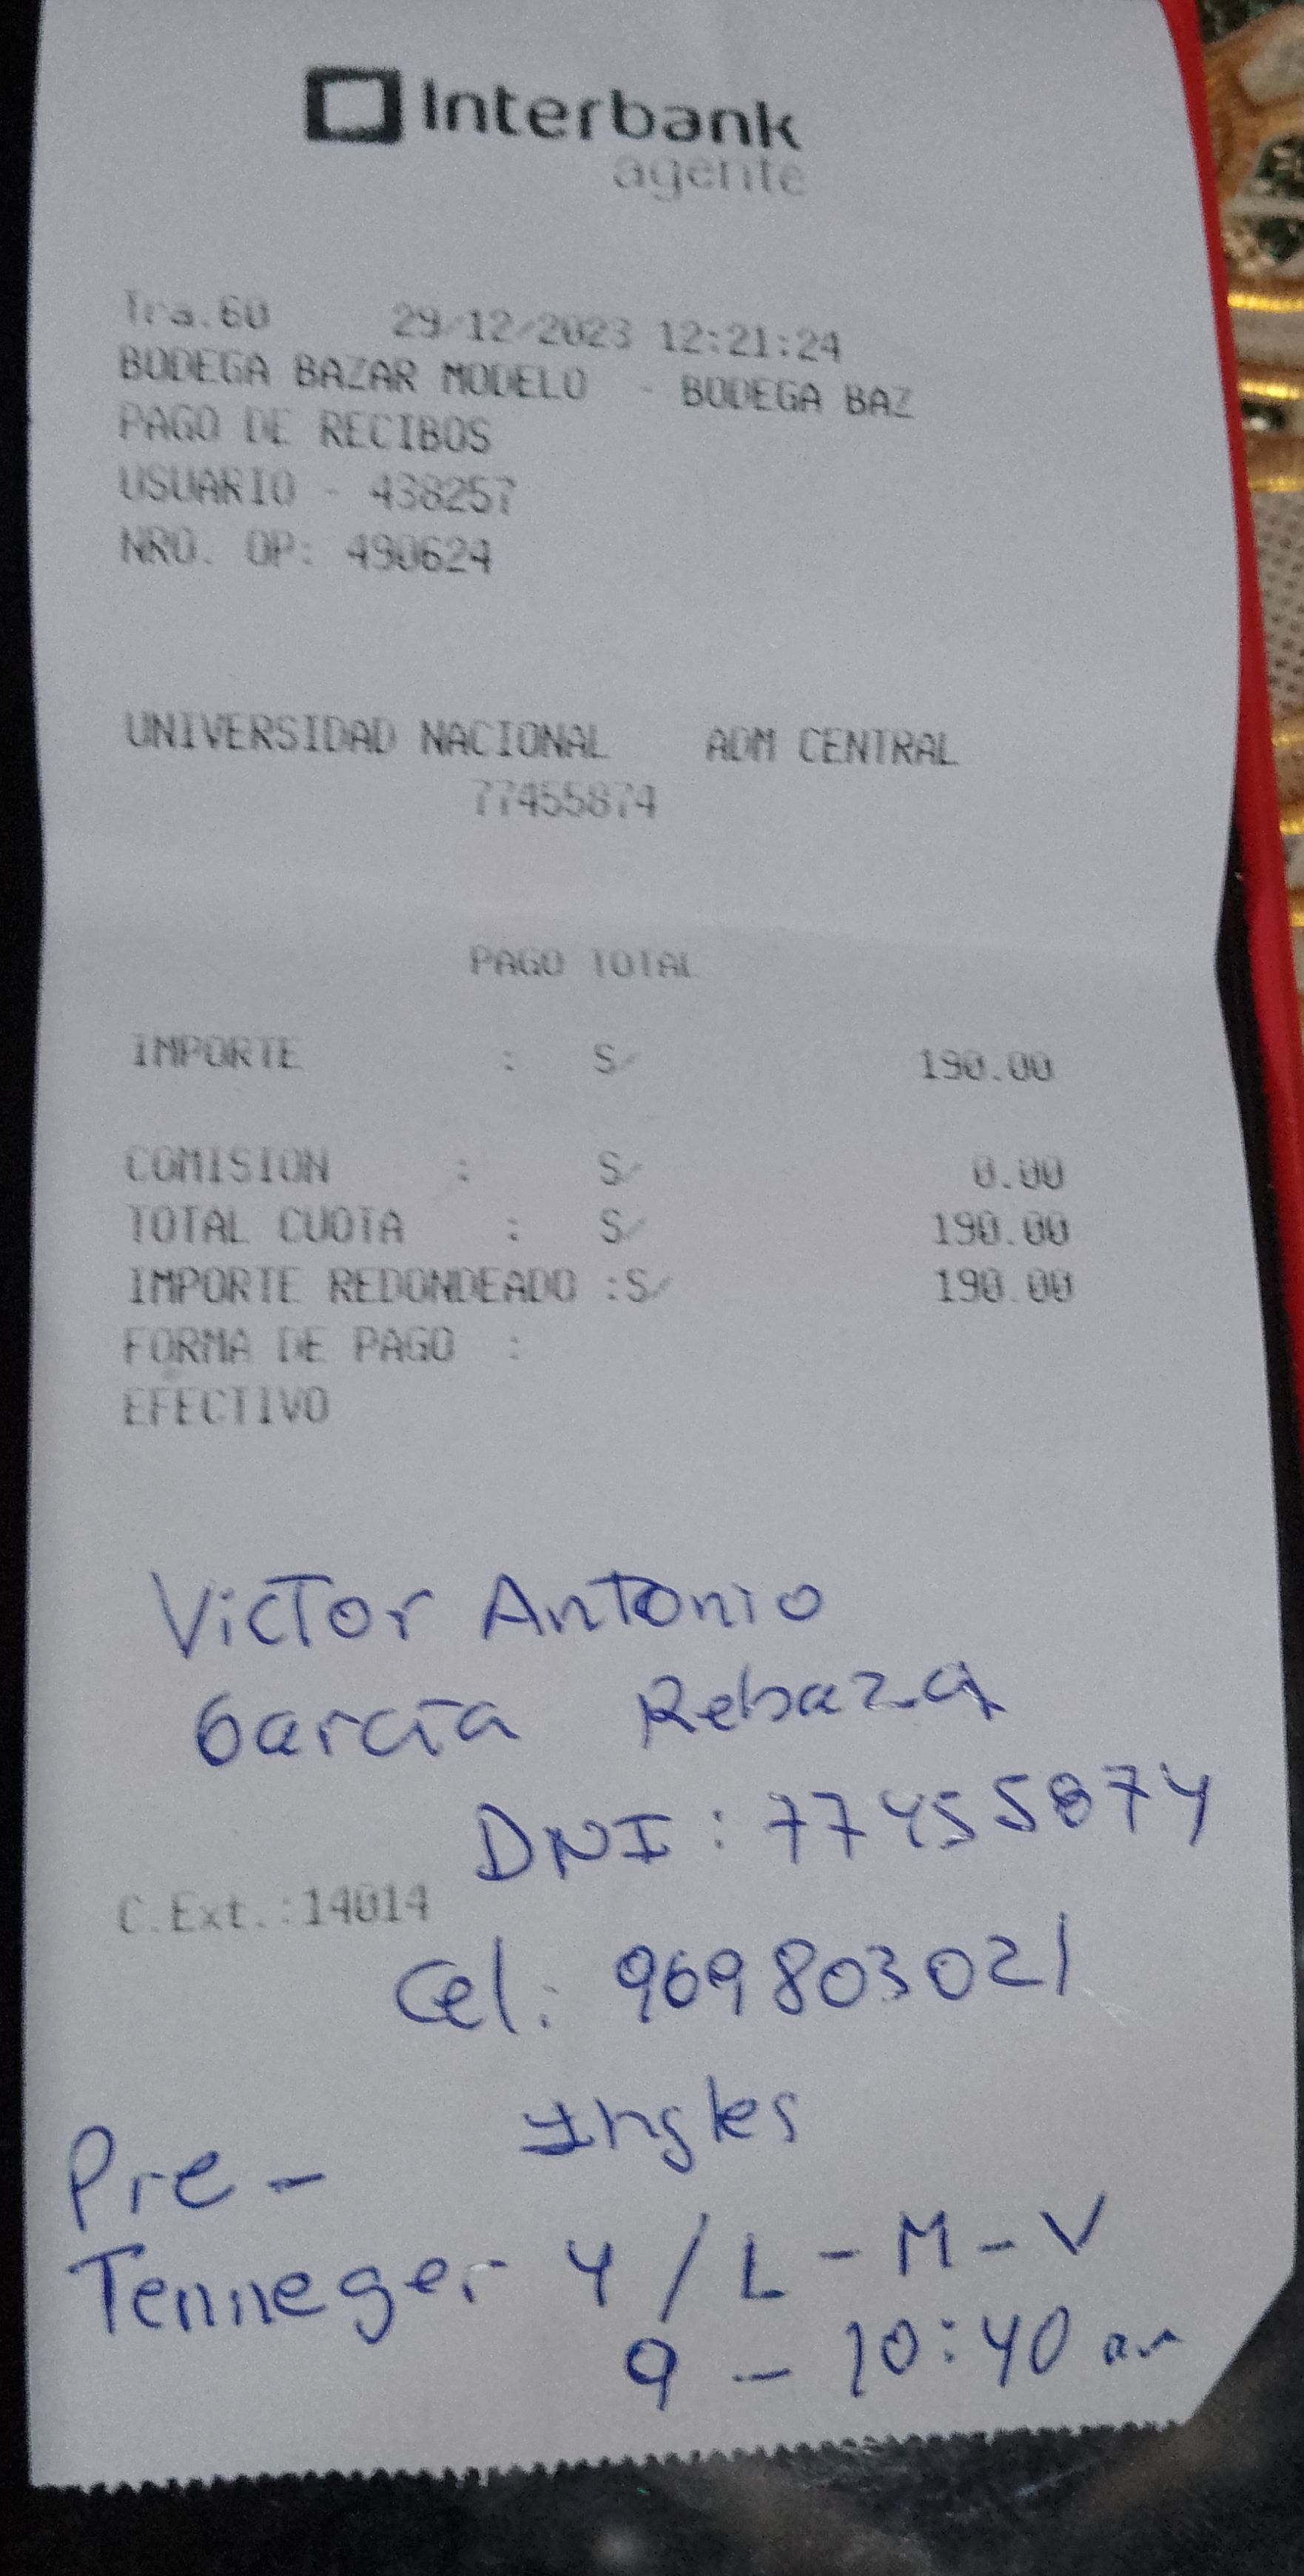 Interbank
agente
Tra.60 29/12/2023 12:21:24
BODEGA BAZAR MODELO - BODEGA BAZ
PAGO DE RECIBOS
USUARIO - 438257
NRO. OP: 490624
UNIVERSIDAD NACIONAL ADM CENTRAL
77455874
PAGO TOTAL
IMPORTE : S/ 190.00
COMISION : S/ 0.00
TOTAL CUOTA : S/ 190.00
IMPORTE REDONDEADO :S/ 190.00
FORMA DE PAGO :
EFECTIVO
Victor Antonio
García Rebaza
DNI : 77455874
C.Ext.:14014
Cel: 969803021
Ingles
Pre -
Tenneger 4 / L - M - V
9 - 10:40 am